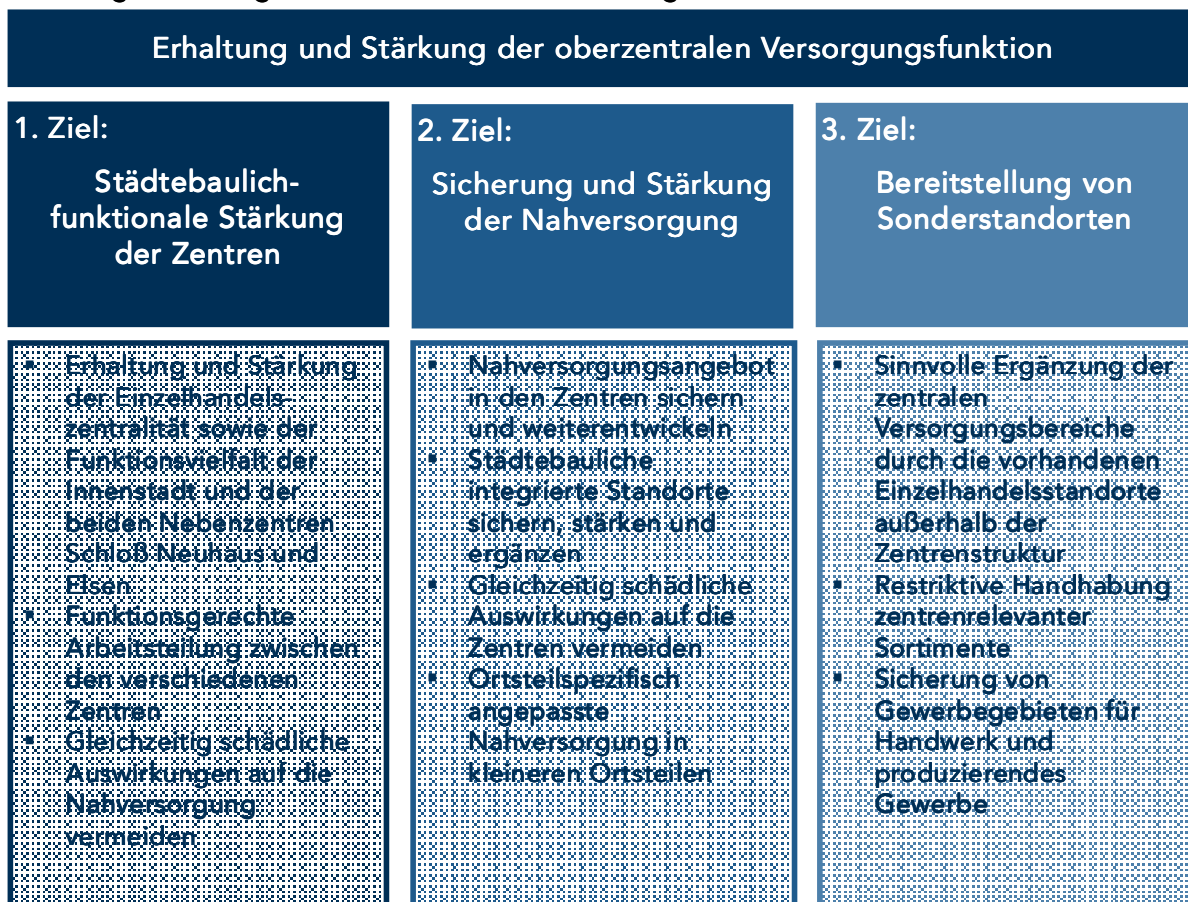 Erhaltung und Stärkung der oberzentralen Versorgungsfunktion
1. Ziel:
Städtebaulich-
funktionale Stärkung
der Zentren
▪ Erhaltung und Stärkung
der Einzelhandels-
zentralität sowie der
Funktionsvielfalt der
Innenstadt und der
beiden Nebenzentren
Schloß Neuhaus und
Elsen
▪ Funktionsgerechte
Arbeitsteilung zwischen
den verschiedenen
Zentren
▪ Gleichzeitig schädliche
Auswirkungen auf die
Nahversorgung
vermeiden
2. Ziel:
Sicherung und Stärkung
der Nahversorgung
▪ Nahversorgungsangebot
in den Zentren sichern
und weiterentwickeln
▪ Städtebauliche
integrierte Standorte
sichern, stärken und
ergänzen
▪ Gleichzeitig schädliche
Auswirkungen auf die
Zentren vermeiden
▪ Ortsteilspezifisch
angepasste
Nahversorgung in
kleineren Ortsteilen
3. Ziel:
Bereitstellung von
Sonderstandorten
▪ Sinnvolle Ergänzung der
zentralen
Versorgungsbereiche
durch die vorhandenen
Einzelhandelsstandorte
außerhalb der
Zentrenstruktur
▪ Restriktive Handhabung
zentrenrelevanter
Sortimente
▪ Sicherung von
Gewerbegebieten für
Handwerk und
produzierendes
Gewerbe